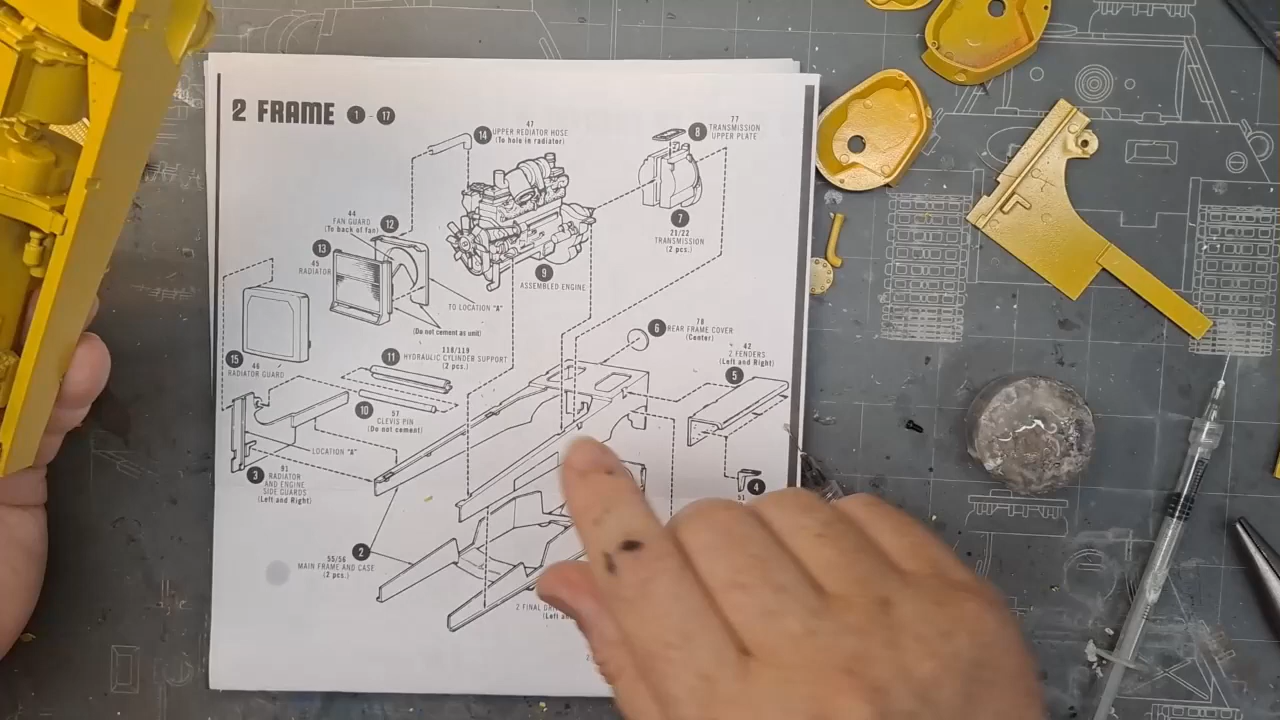 2 FRAME 1 - 17
47
14 UPPER REDIATOR HOSE
(To hole in radiator)
77
8 TRANSMISSION
UPPER PLATE
44
FAN GUARD
(To back of fan)
12
13
45
RADIATOR
7
21/22
TRANSMISSION
(2 pcs.)
9
ASSEMBLED ENGINE
TO LOCATION "A"
(Do not cement as unit)
78
6 REAR FRAME COVER
(Center)
42
2 FENDERS
(Left and Right)
5
15 46
RADIATOR GUARD
118/119
11 HYDRAULIC CYLINDER SUPPORT
(2 pcs.)
10 57
CLEVIS PIN
(Do not cement)
LOCATION "A"
3 91
RADIATOR
AND ENGINE
SIDE GUARDS
(Left and Right)
4
51
2
55/56
MAIN FRAME AND CASE
(2 pcs.)
2 FINAL